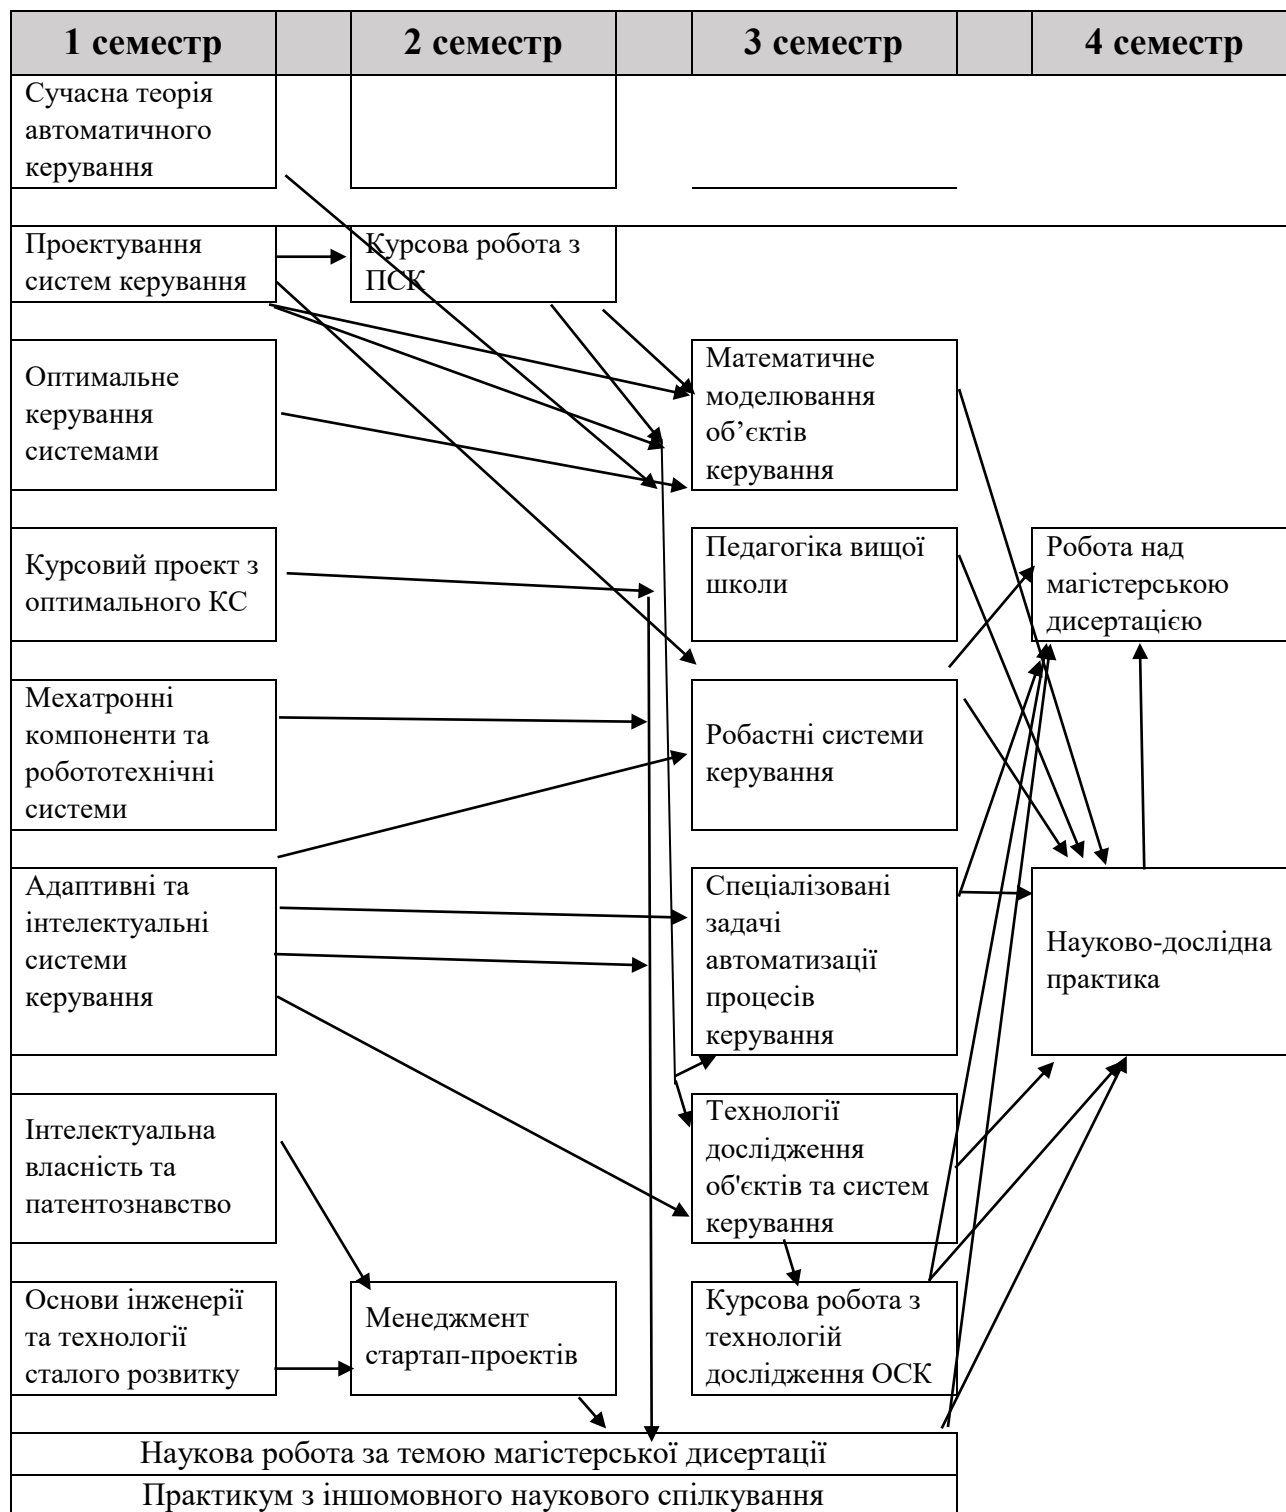 1 семестр
2 семестр
3 семестр
4 семестр
Сучасна теорія
автоматичного
керування
Проектування
систем керування
Курсова робота з
ПСК
Оптимальне
керування
системами
Математичне
моделювання
об’єктів
керування
Курсовий проект з
оптимального КС
Педагогіка вищої
школи
Робота над
магістерською
дисертацією
Мехатронні
компоненти та
робототехнічні
системи
Робастні системи
керування
Адаптивні та
інтелектуальні
системи
керування
Спеціалізовані
задачі
автоматизації
процесів
керування
Науково-дослідна
практика
Інтелектуальна
власність та
патентознавство
Технології
дослідження
об'єктів та систем
керування
Основи інженерії
та технології
сталого розвитку
Менеджмент
стартап-проектів
Курсова робота з
технологій
дослідження ОСК
Наукова робота за темою магістерської дисертації
Практикум з іншомовного наукового спілкування